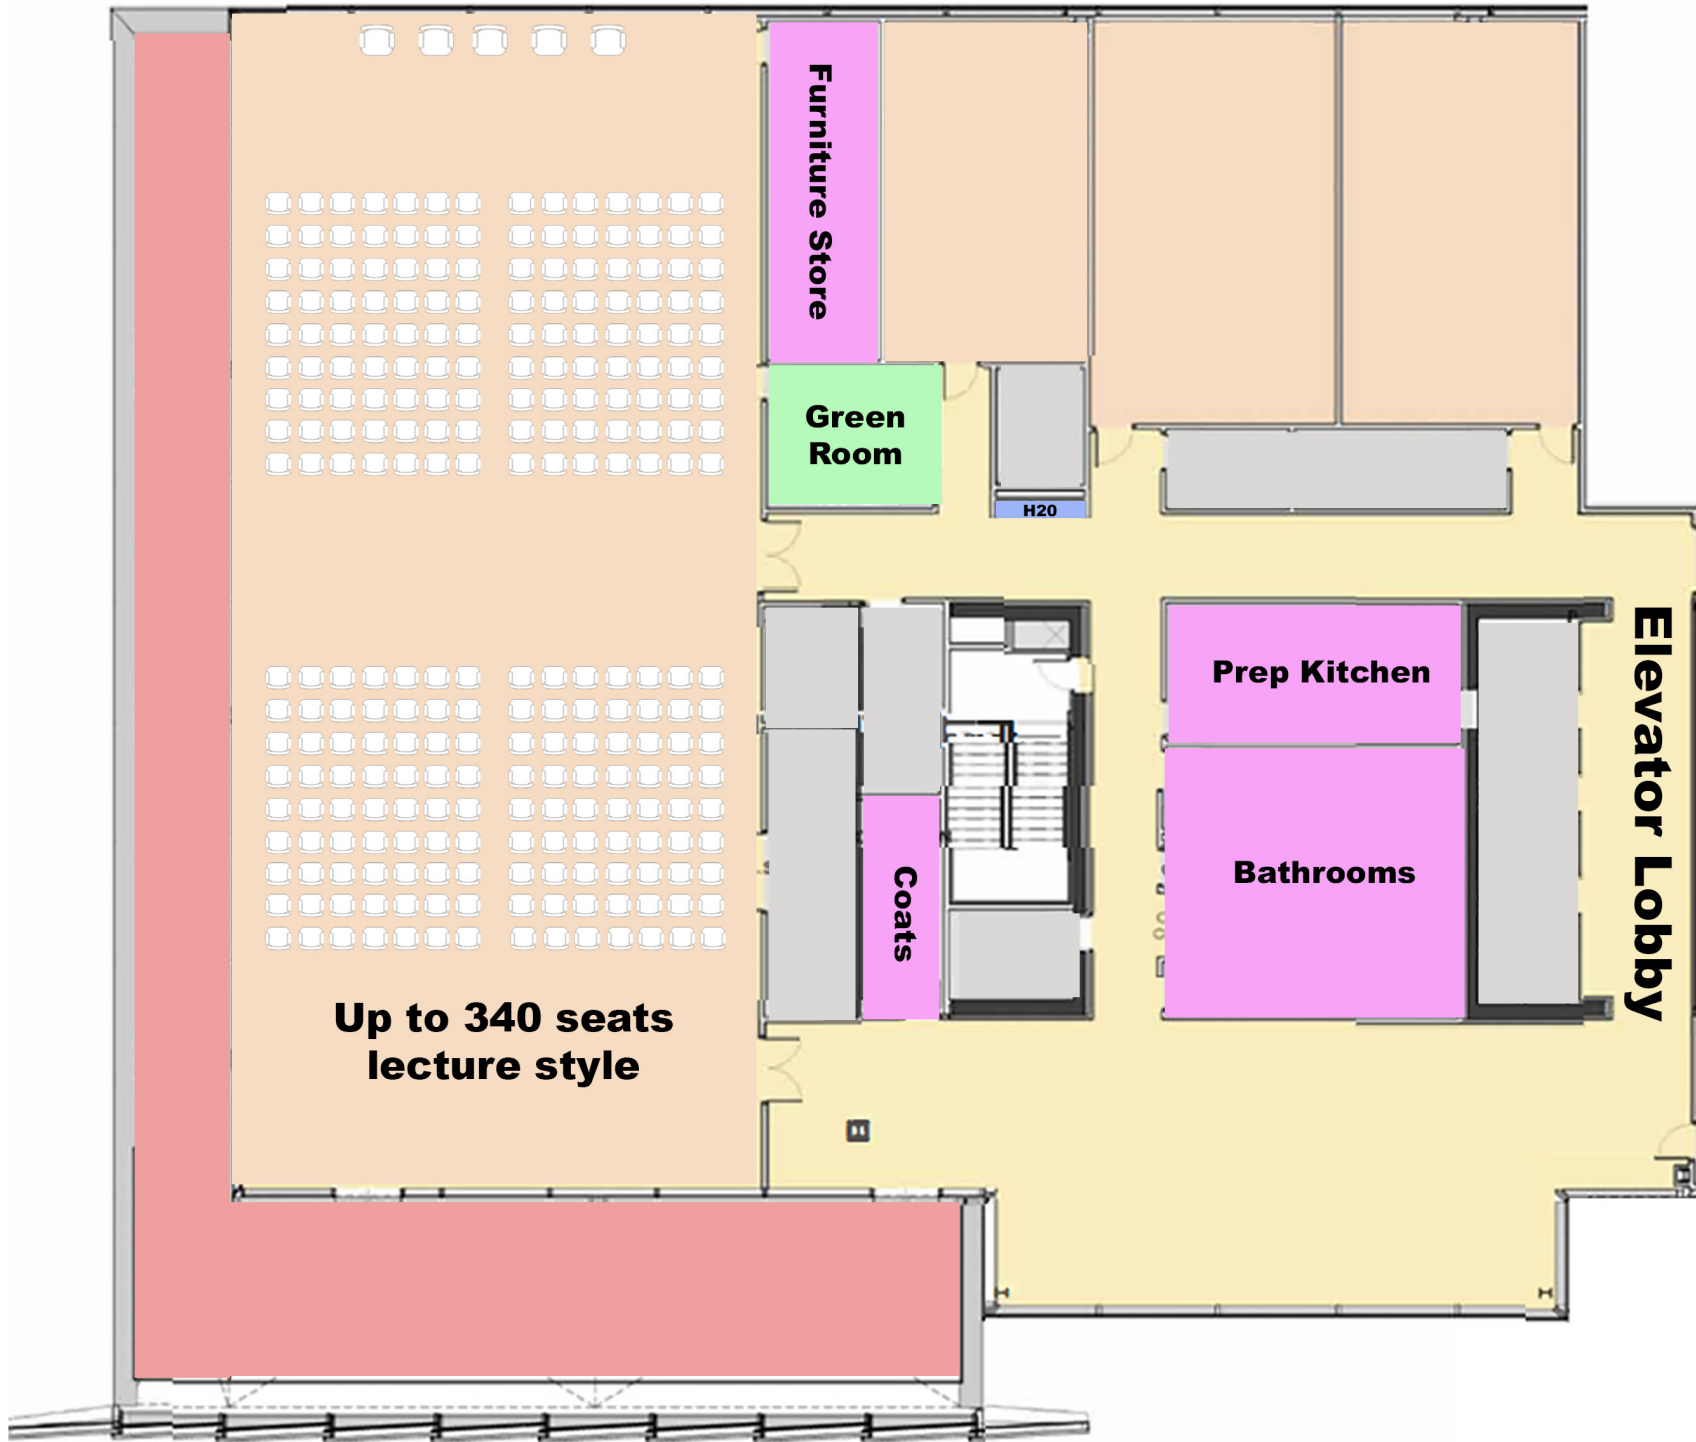 Furniture Store
Green
Room
H20
Elevator Lobby
Prep Kitchen
Bathrooms
Coats
Up to 340 seats
lecture style